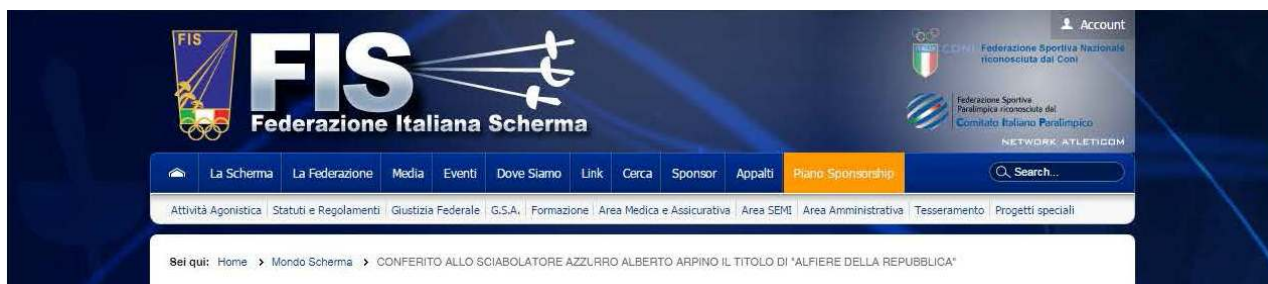 Account
FIS
FIS
Federazione Italiana Scherma
ITALIA CONI Federazione Sportiva Nazionale
riconosciuta dal Coni
Federazione Sportiva
Paralimpica riconosciuta dal
Comitato Italiano Paralimpico
NETWORK ATLETICOM
La Scherma La Federazione Media Eventi Dove Siamo Link Cerca Sponsor Appalti Piano Sponsorship Search...
Attività Agonistica Statuti e Regolamenti Giustizia Federale G.S.A. Formazione Area Medica e Assicurativa Area SEMI Area Amministrativa Tesseramento Progetti speciali
Sei qui: Home > Mondo Scherma > CONFERITO ALLO SCIABOLATORE AZZURRO ALBERTO ARPINO IL TITOLO DI "ALFIERE DELLA REPUBBLICA"